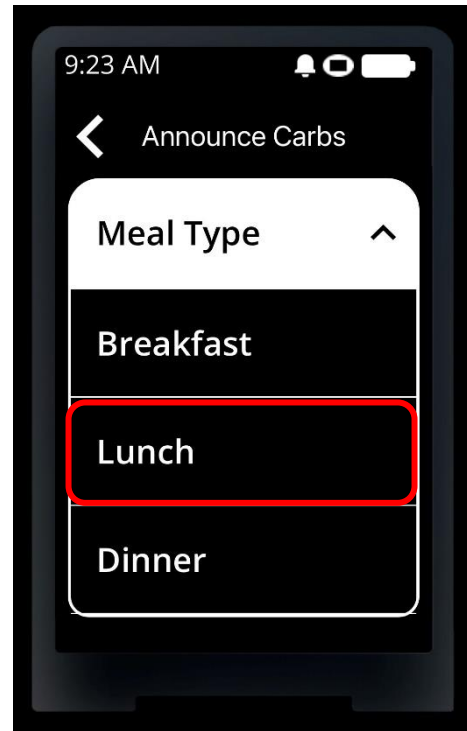 9:23 AM
Announce Carbs
Meal Type
Breakfast
Lunch
Dinner